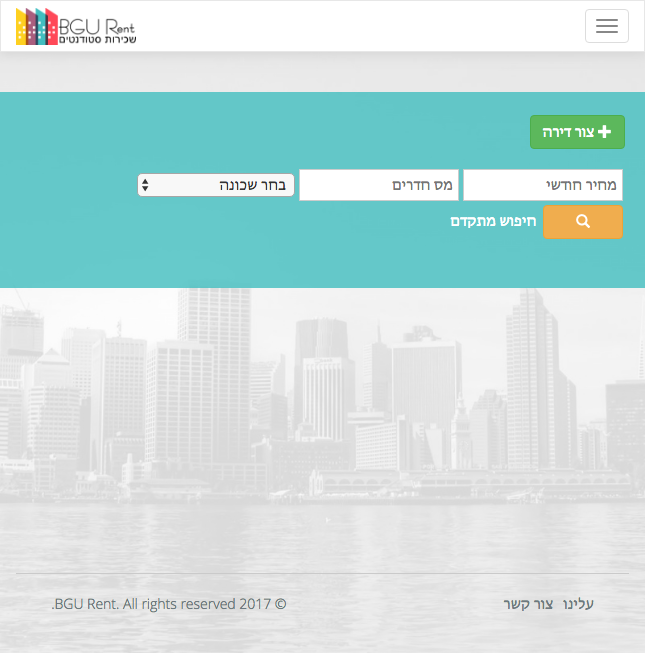 BGU Rent
שכירות סטודנטים
צור דירה
מחיר חודשי
מס חדרים
בחר שכונה
חיפוש מתקדם
עלינו
צור קשר
© 2017 BGU Rent. All rights reserved.